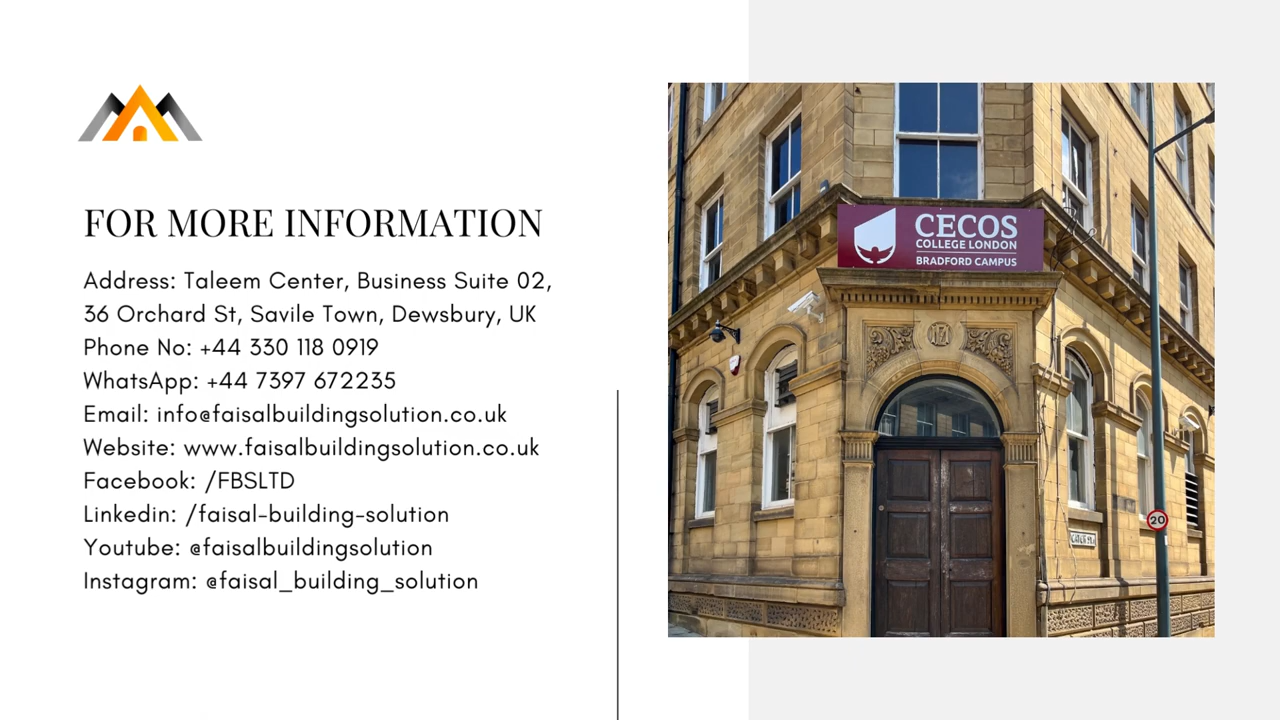 FOR MORE INFORMATION
Address: Taleem Center, Business Suite 02,
36 Orchard St, Savile Town, Dewsbury, UK
Phone No: +44 330 118 0919
WhatsApp: +44 7397 672235
Email: info@faisalbuildingsolution.co.uk
Website: www.faisalbuildingsolution.co.uk
Facebook: /FBSLTD
Linkedin: /faisal-building-solution
Youtube: @faisalbuildingsolution
Instagram: @faisal_building_solution
CECOS
COLLEGE LONDON
BRADFORD CAMPUS
20